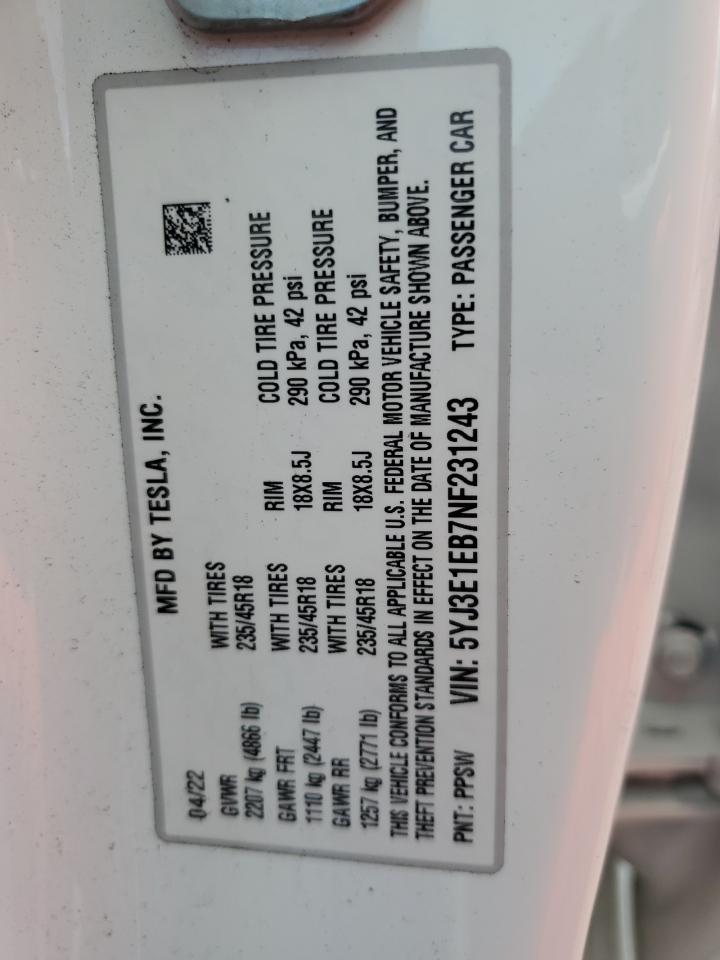 MFD BY TESLA, INC.
04/22
GVWR WITH TIRES RIM COLD TIRE PRESSURE
2207 kg (4866 lb) 235/45R18
GAWR FRT WITH TIRES RIM COLD TIRE PRESSURE
1110 kg (2447 lb) 235/45R18 18X8.5J 290 kPa, 42 psi
GAWR RR WITH TIRES RIM COLD TIRE PRESSURE
1257 kg (2771 lb) 235/45R18 18X8.5J 290 kPa, 42 psi
THIS VEHICLE CONFORMS TO ALL APPLICABLE U.S. FEDERAL MOTOR VEHICLE SAFETY, BUMPER, AND
THEFT PREVENTION STANDARDS IN EFFECT ON THE DATE OF MANUFACTURE SHOWN ABOVE.
PNT: PPSW VIN: 5YJ3E1EB7NF231243 TYPE: PASSENGER CAR